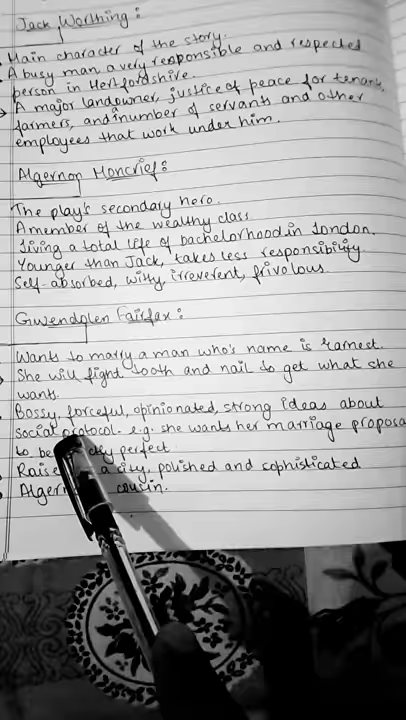 Jack Worthing:
Main character of the story.
A busy man a very responsible and respected
person in Hertfordshire.
A major landowner, justice of peace for tenants,
farmers, and a number of servants and other
employees that work under him.
Algernon Moncrief:
The play's secondary hero.
A member of the wealthy class
Living a total life of bachelorhood in London.
Younger than Jack, takes less responsibility
Self-absorbed, witty, irreverent, frivolous
Gwendolen Fairfax:
Wants to marry a man who's name is Earnest.
She will fight tooth and nail to get what she
wants.
Bossy, forceful, opinionated, strong ideas about
social protocol. e.g. she wants her marriage proposa
to be perfect
Raise a city, polished and sophisticated
Algern cousin.